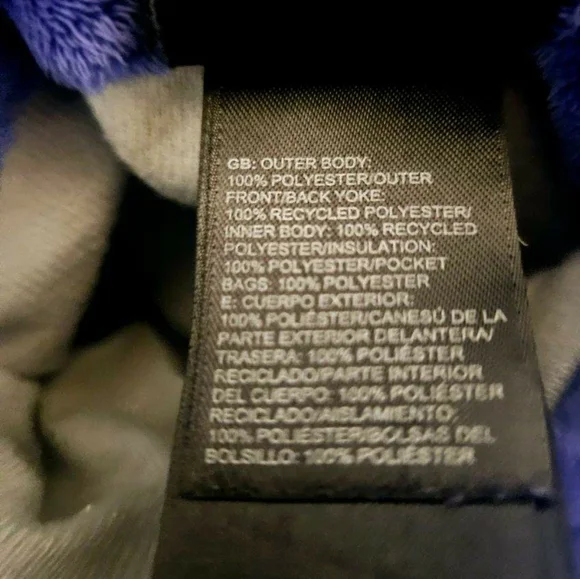 GB: OUTER BODY:
100% POLYESTER/OUTER
FRONT/BACK YOKE:
100% RECYCLED POLYESTER/
INNER BODY: 100% RECYCLED
POLYESTER/INSULATION:
100% POLYESTER/POCKET
BAGS: 100% POLYESTER
E: CUERPO EXTERIOR:
100% POLIÉSTER/CANESÚ DE LA
PARTE EXTERIOR DELANTERA/
TRASERA: 100% POLIÉSTER
RECICLADO/PARTE INTERIOR
DEL CUERPO: 100% POLIÉSTER
RECICLADO/AISLAMIENTO:
100% POLIÉSTER/BOLSAS DEL
BOLSILLO: 100% POLIÉSTER